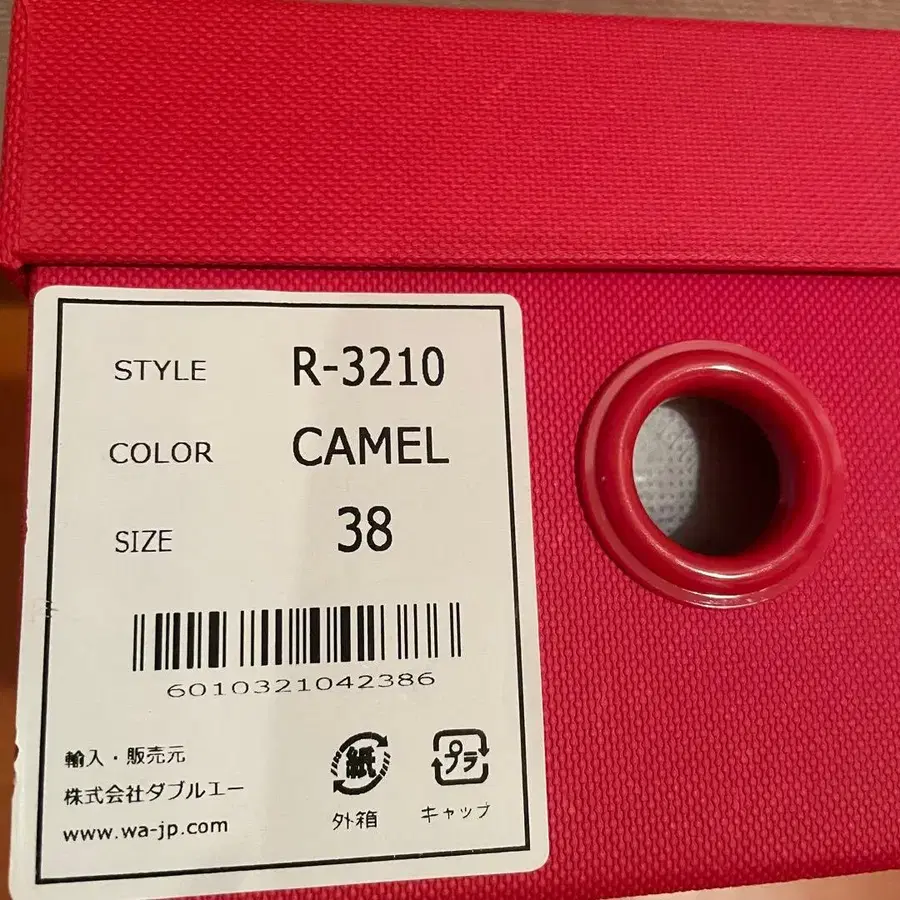 STYLE R-3210
COLOR CAMEL
SIZE 38
6010321042386
輸入・販売元
株式会社ダブルエー
www.wa-jp.com
紙
外箱
プラ
キャップ